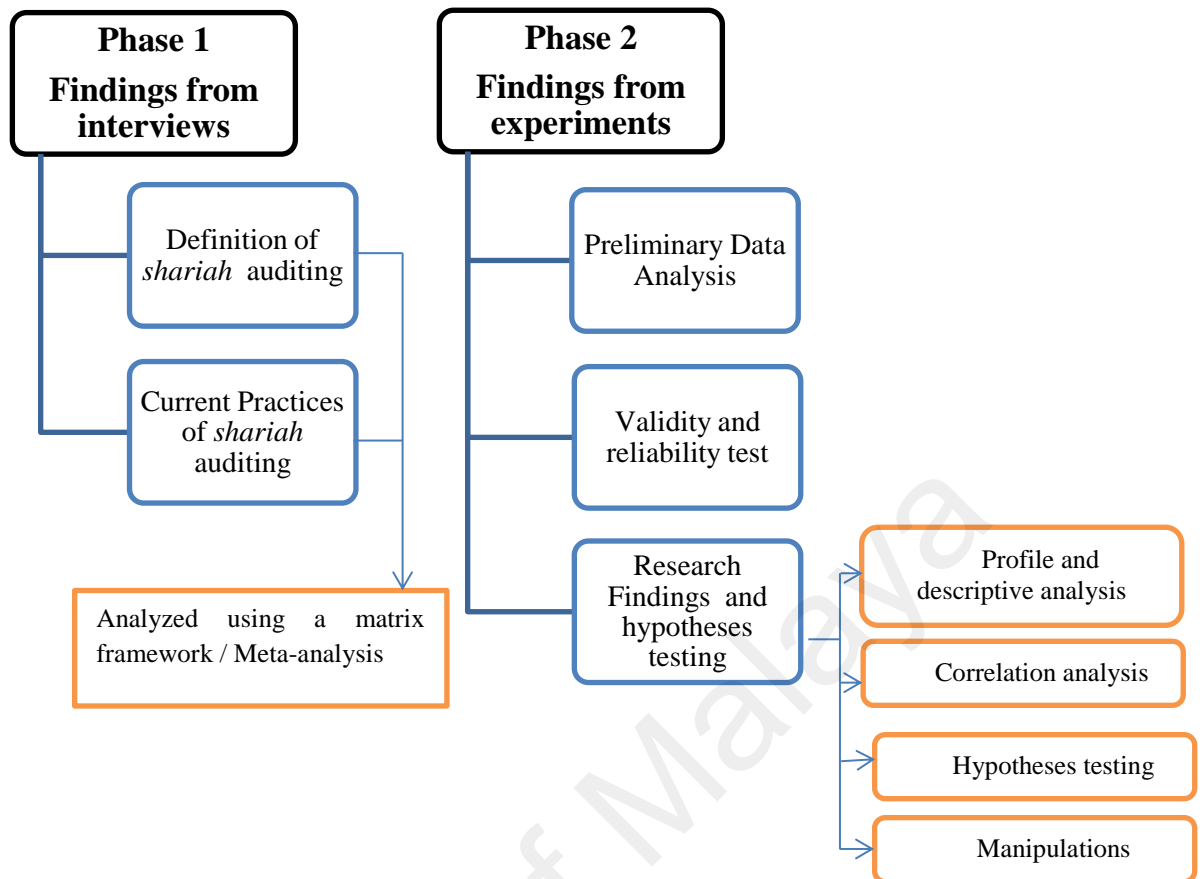 Phase 1
Findings from
interviews
Definition of
shariah auditing
Current Practices
of shariah
auditing
Analyzed using a matrix
framework / Meta-analysis
Phase 2
Findings from
experiments
Preliminary Data
Analysis
Validity and
reliability test
Research
Findings and
hypotheses
testing
Profile and
descriptive analysis
Correlation analysis
Hypotheses testing
Manipulations
of Malaya